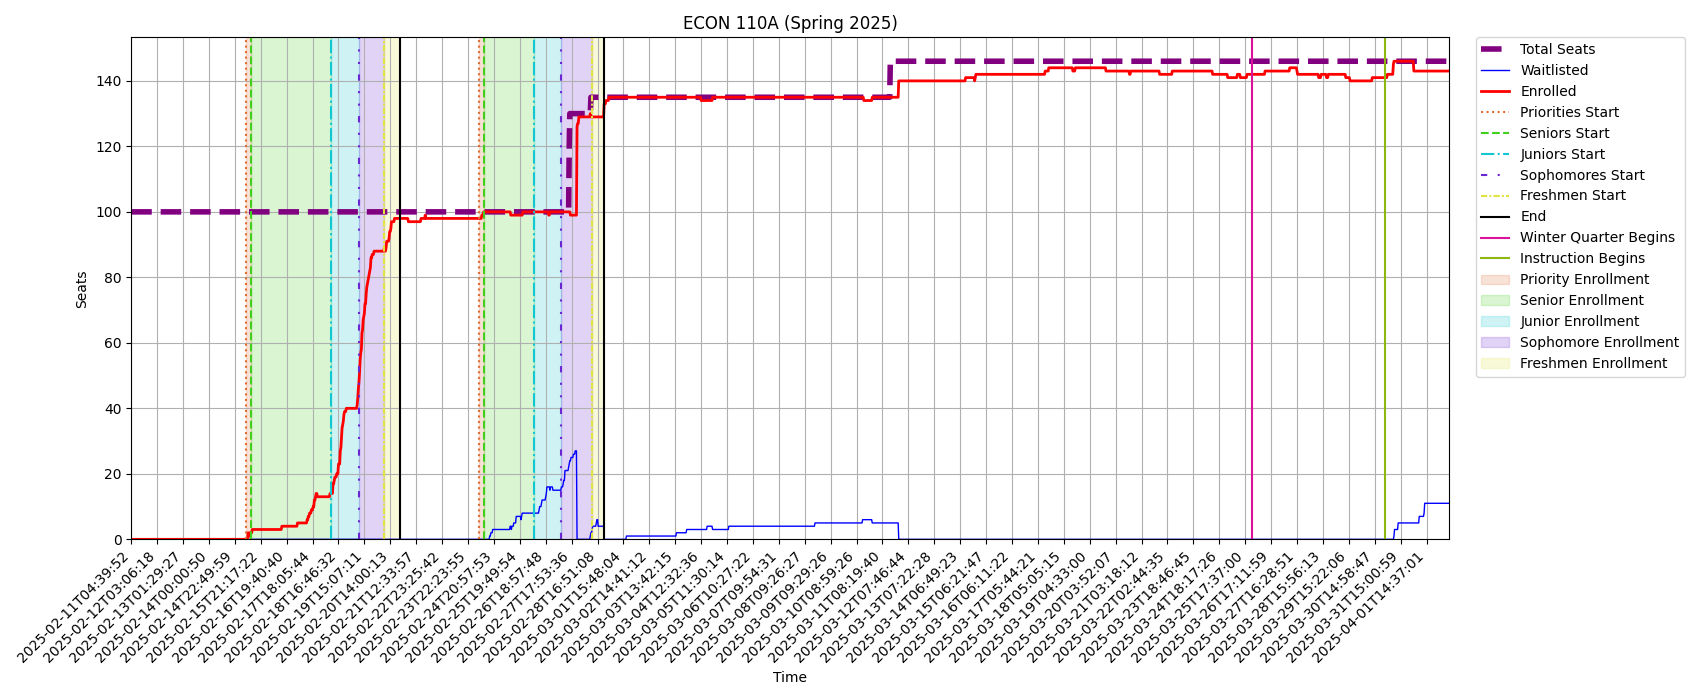 ECON 110A (Spring 2025)
Seats
140
120
100
80
60
40
20
0
2025-02-11T04:39:52
2025-02-12T03:06:18
2025-02-13T01:29:27
2025-02-14T00:00:50
2025-02-14T22:49:59
2025-02-15T21:17:22
2025-02-16T19:40:40
2025-02-17T18:05:44
2025-02-18T16:46:32
2025-02-19T15:07:11
2025-02-20T14:00:13
2025-02-21T12:33:57
2025-02-22T23:25:42
2025-02-23T22:23:55
2025-02-24T20:57:53
2025-02-25T19:49:54
2025-02-26T18:57:48
2025-02-27T17:53:36
2025-02-28T16:51:08
2025-03-01T15:48:04
2025-03-02T14:41:12
2025-03-03T13:42:15
2025-03-04T12:32:36
2025-03-05T11:30:14
2025-03-06T10:27:22
2025-03-07T09:54:31
2025-03-08T09:26:27
2025-03-09T09:29:26
2025-03-10T08:59:26
2025-03-11T08:19:40
2025-03-12T07:46:44
2025-03-13T07:22:28
2025-03-14T06:49:23
2025-03-15T06:21:47
2025-03-16T06:11:22
2025-03-17T05:44:21
2025-03-18T05:05:15
2025-03-19T04:33:00
2025-03-20T03:52:07
2025-03-21T03:18:12
2025-03-22T02:44:35
2025-03-23T18:46:45
2025-03-24T18:17:26
2025-03-25T17:37:00
2025-03-26T17:11:59
2025-03-27T16:28:51
2025-03-28T15:56:13
2025-03-29T15:22:06
2025-03-30T14:58:47
2025-03-31T15:00:59
2025-04-01T14:37:01
Time
Total Seats
Waitlisted
Enrolled
Priorities Start
Seniors Start
Juniors Start
Sophomores Start
Freshmen Start
End
Winter Quarter Begins
Instruction Begins
Priority Enrollment
Senior Enrollment
Junior Enrollment
Sophomore Enrollment
Freshmen Enrollment